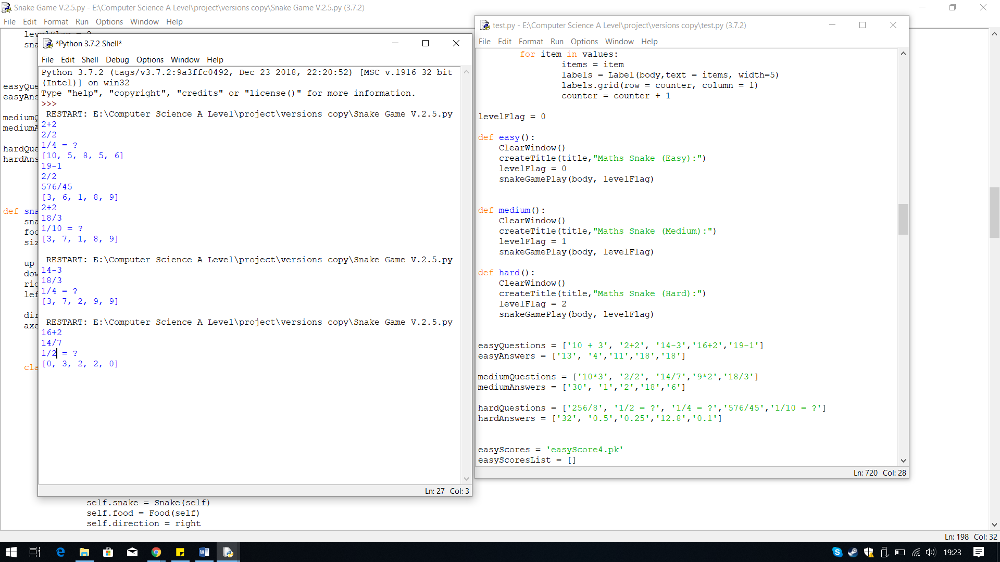 Snake Game V.2.5.py - E:\Computer Science A Level\project\versions copy\Snake Game V.2.5.py (3.7.2)
File Edit Format Run Options Window Help
sna
easyQue
easyAns
mediumQ
mediumA
hardQue
hardAns
def sna
sna
foo
siz
up
dow
rig
lef
dir
axe
cla
self.snake = Snake(self)
self.food = Food(self)
self.direction = right
Ln: 198 Col: 32
*Python 3.7.2 Shell*
File Edit Shell Debug Options Window Help
Python 3.7.2 (tags/v3.7.2:9a3ffc0492, Dec 23 2018, 22:20:52) [MSC v.1916 32 bit
(Intel)] on win32
Type "help", "copyright", "credits" or "license()" for more information.
>>>
RESTART: E:\Computer Science A Level\project\versions copy\Snake Game V.2.5.py
2+2
2/2
1/4 = ?
[10, 5, 8, 5, 6]
19-1
2/2
576/45
[3, 6, 1, 8, 9]
2+2
18/3
1/10 = ?
[3, 7, 1, 8, 9]
RESTART: E:\Computer Science A Level\project\versions copy\Snake Game V.2.5.py
14-3
18/3
1/4 = ?
[3, 7, 2, 9, 9]
RESTART: E:\Computer Science A Level\project\versions copy\Snake Game V.2.5.py
16+2
14/7
1/2 = ?
[0, 3, 2, 2, 0]
Ln: 27 Col: 3
test.py - E:\Computer Science A Level\project\versions copy\test.py (3.7.2)
File Edit Format Run Options Window Help
for item in values:
items = item
labels = Label(body,text = items, width=5)
labels.grid(row = counter, column = 1)
counter = counter + 1
levelFlag = 0
def easy():
ClearWindow()
createTitle(title,"Maths Snake (Easy):")
levelFlag = 0
snakeGamePlay(body, levelFlag)
def medium():
ClearWindow()
createTitle(title,"Maths Snake (Medium):")
levelFlag = 1
snakeGamePlay(body, levelFlag)
def hard():
ClearWindow()
createTitle(title,"Maths Snake (Hard):")
levelFlag = 2
snakeGamePlay(body, levelFlag)
easyQuestions = ['10 + 3', '2+2', '14-3','16+2','19-1']
easyAnswers = ['13', '4','11','18','18']
mediumQuestions = ['10*3', '2/2', '14/7','9*2','18/3']
mediumAnswers = ['30', '1','2','18','6']
hardQuestions = ['256/8', '1/2 = ?', '1/4 = ?','576/45','1/10 = ?']
hardAnswers = ['32', '0.5','0.25','12.8','0.1']
easyScores = 'easyScore4.pk'
easyScoresList = []
Ln: 720 Col: 28
19:23